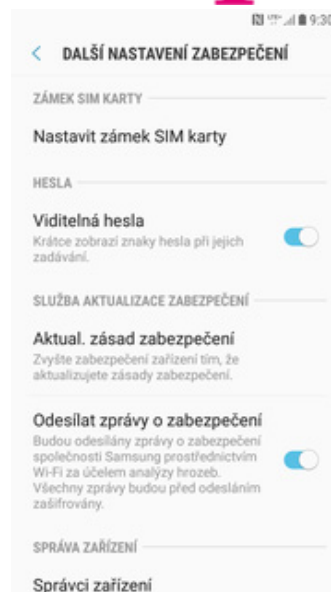 9:30
DALŠÍ NASTAVENÍ ZABEZPEČENÍ
ZÁMEK SIM KARTY
Nastavit zámek SIM karty
HESLA
Viditelná hesla
Krátce zobrazí znaky hesla při jejich
zadávání.
SLUŽBA AKTUALIZACE ZABEZPEČENÍ
Aktual. zásad zabezpečení
Zvyšte zabezpečení zařízení tím, že
aktualizujete zásady zabezpečení.
Odesílat zprávy o zabezpečení
Budou odesílány zprávy o zabezpečení
společnosti Samsung prostřednictvím
Wi-Fi za účelem analýzy hrozeb.
Všechny zprávy budou před odesláním
zašifrovány.
SPRÁVA ZAŘÍZENÍ
Správci zařízení